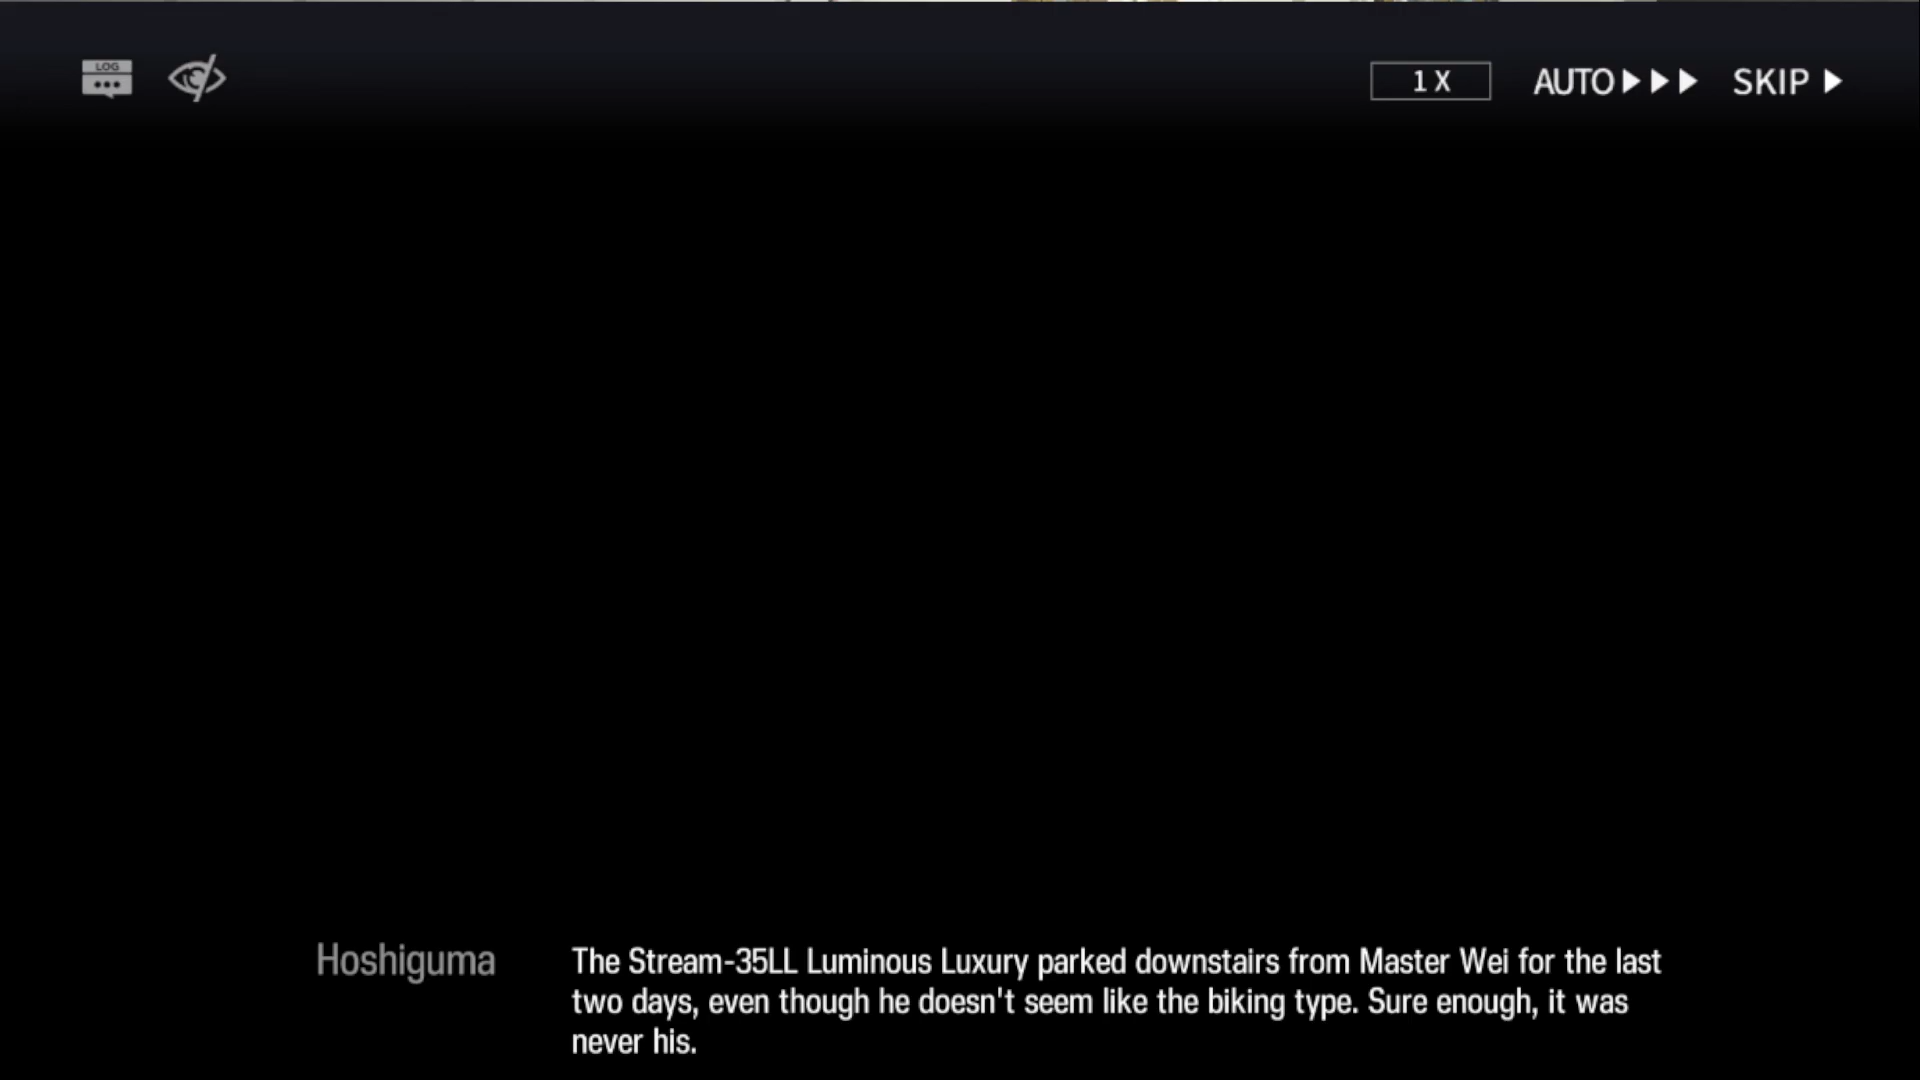 LOG
1 X
AUTO
SKIP
Hoshiguma
The Stream-35LL Luminous Luxury parked downstairs from Master Wei for the last
two days, even though he doesn't seem like the biking type. Sure enough, it was
never his.